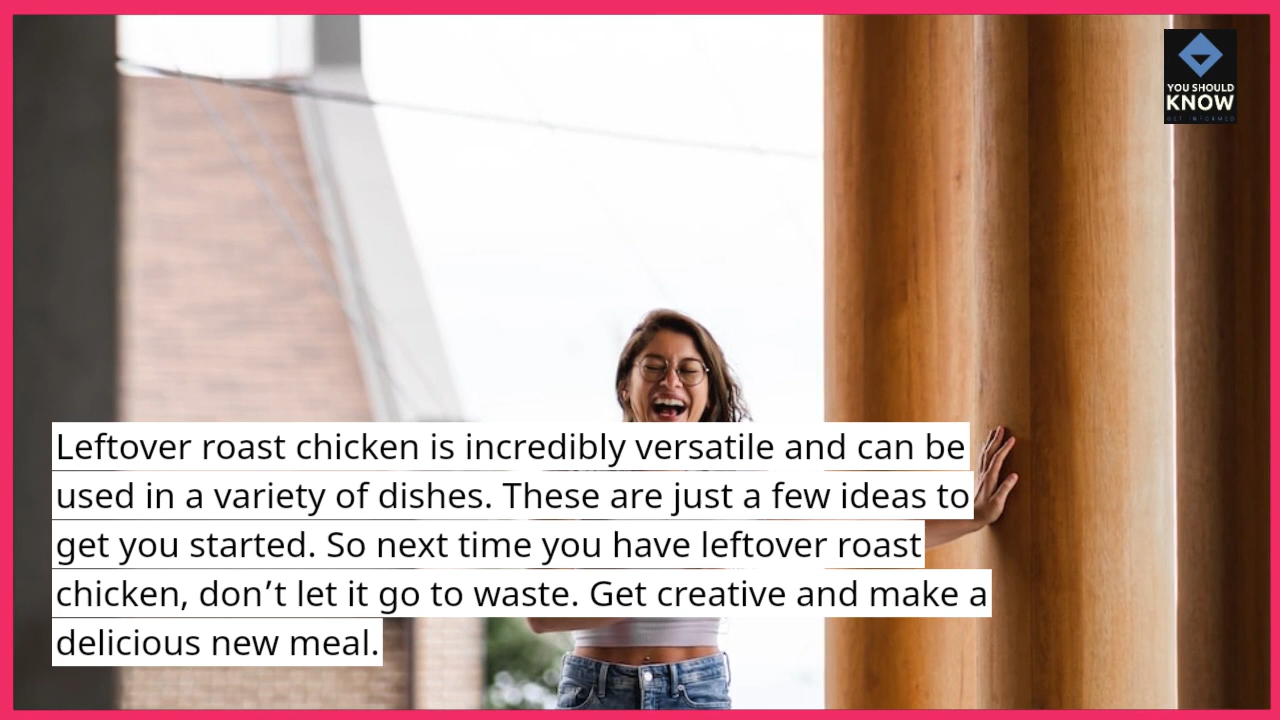 YOU SHOULD
KNOW
GET INFORMED
Leftover roast chicken is incredibly versatile and can be
used in a variety of dishes. These are just a few ideas to
get you started. So next time you have leftover roast
chicken, don’t let it go to waste. Get creative and make a
delicious new meal.